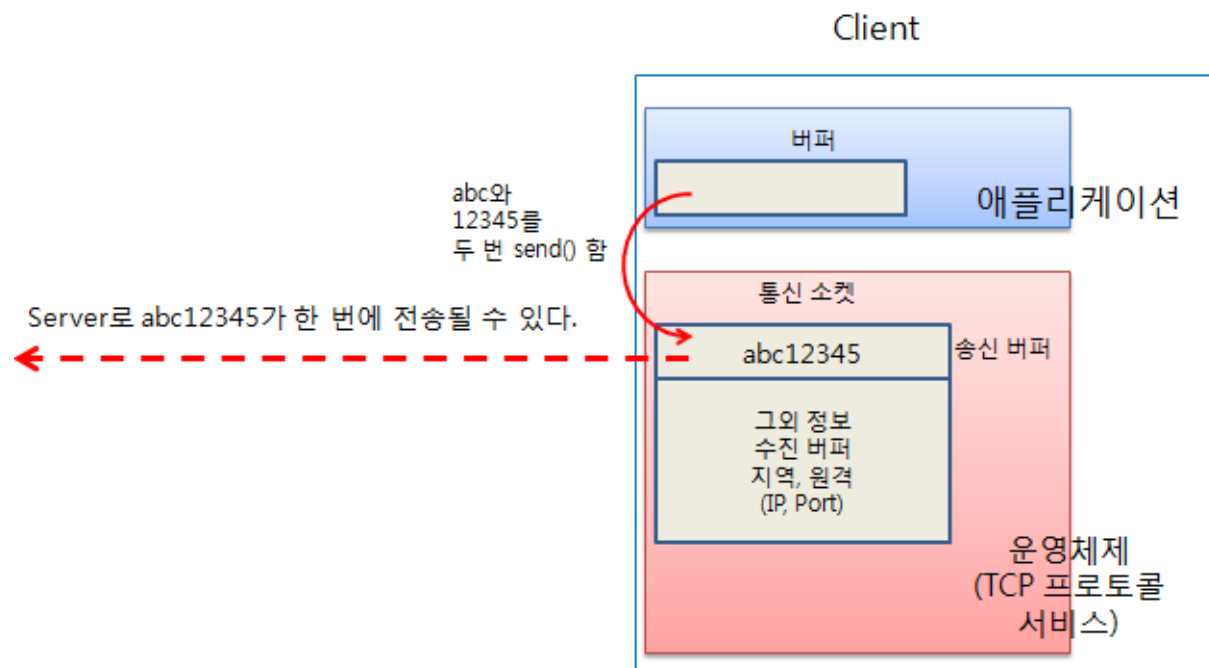 Client
버퍼
애플리케이션
abc와
12345를
두 번 send() 함
통신 소켓
Server로 abc12345가 한 번에 전송될 수 있다.
abc12345
송신 버퍼
그외 정보
수진 버퍼
지역, 원격
(IP, Port)
운영체제
(TCP 프로토콜
서비스)